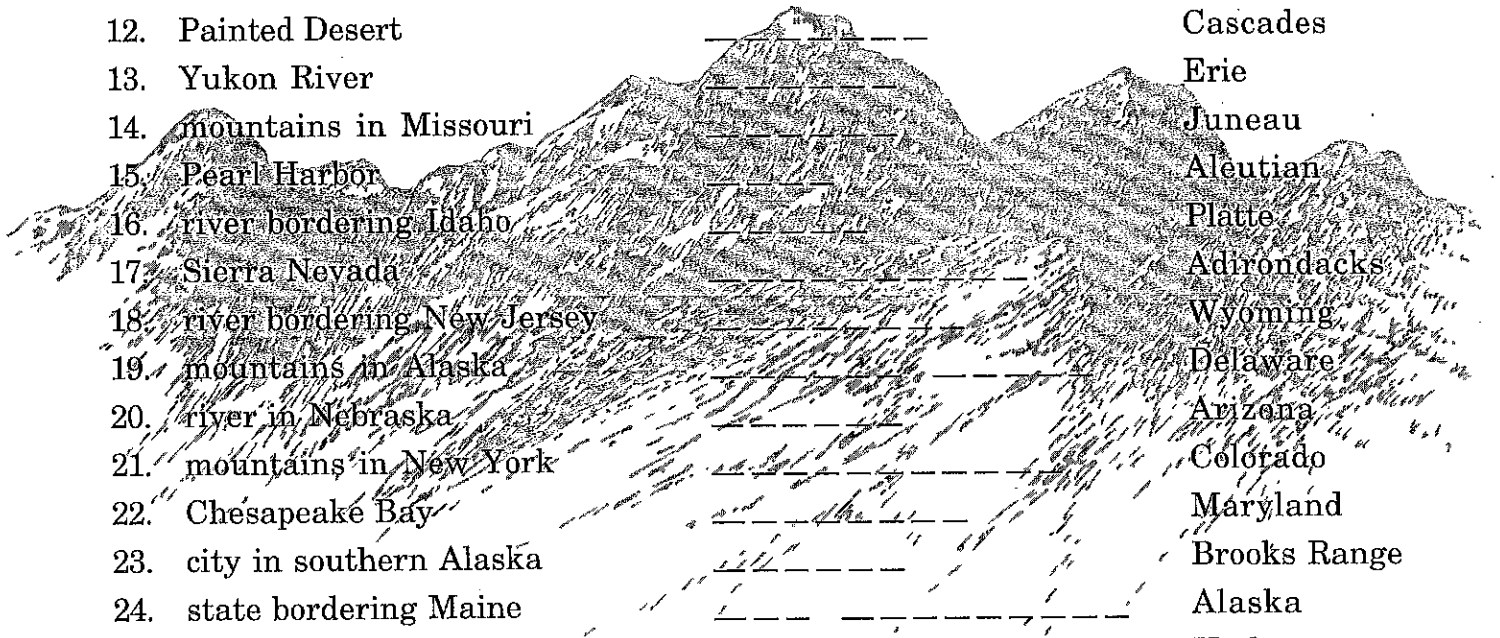 12. Painted Desert _ _ _ _ _ _ _ Cascades
13. Yukon River _ _ _ _ _ _ Erie
14. mountains in Missouri _ _ _ _ _ _ Juneau
15. Pearl Harbor _ _ _ _ Aleutian
16. river bordering Idaho _ _ _ _ _ Platte
17. Sierra Nevada _ _ _ _ _ _ _ _ _ _ Adirondacks
18. river bordering New Jersey _ _ _ _ _ _ _ _ Wyoming
19. mountains in Alaska _ _ _ _ _ _ _ _ _ _ _ Delaware
20. river in Nebraska _ _ _ _ _ _ Arizona
21. mountains in New York _ _ _ _ _ _ _ _ _ _ _ Colorado
22. Chesapeake Bay _ _ _ _ _ _ _ _ Maryland
23. city in southern Alaska _ _ _ _ _ _ Brooks Range
24. state bordering Maine _ _ _ _ _ _ _ _ _ _ _ _ Alaska